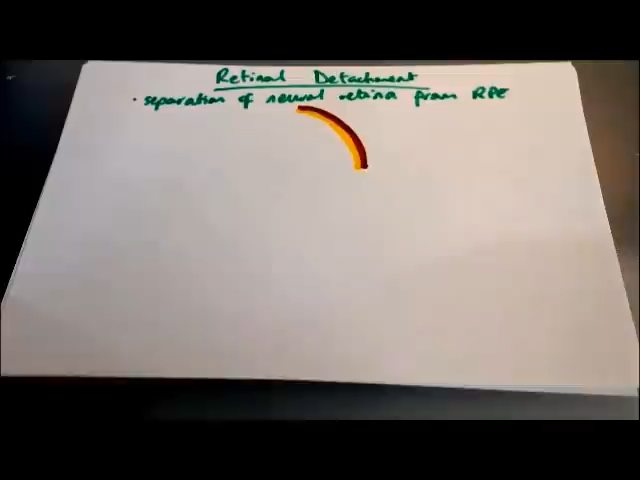 Retinal Detachment
· separation of neural retina from RPE